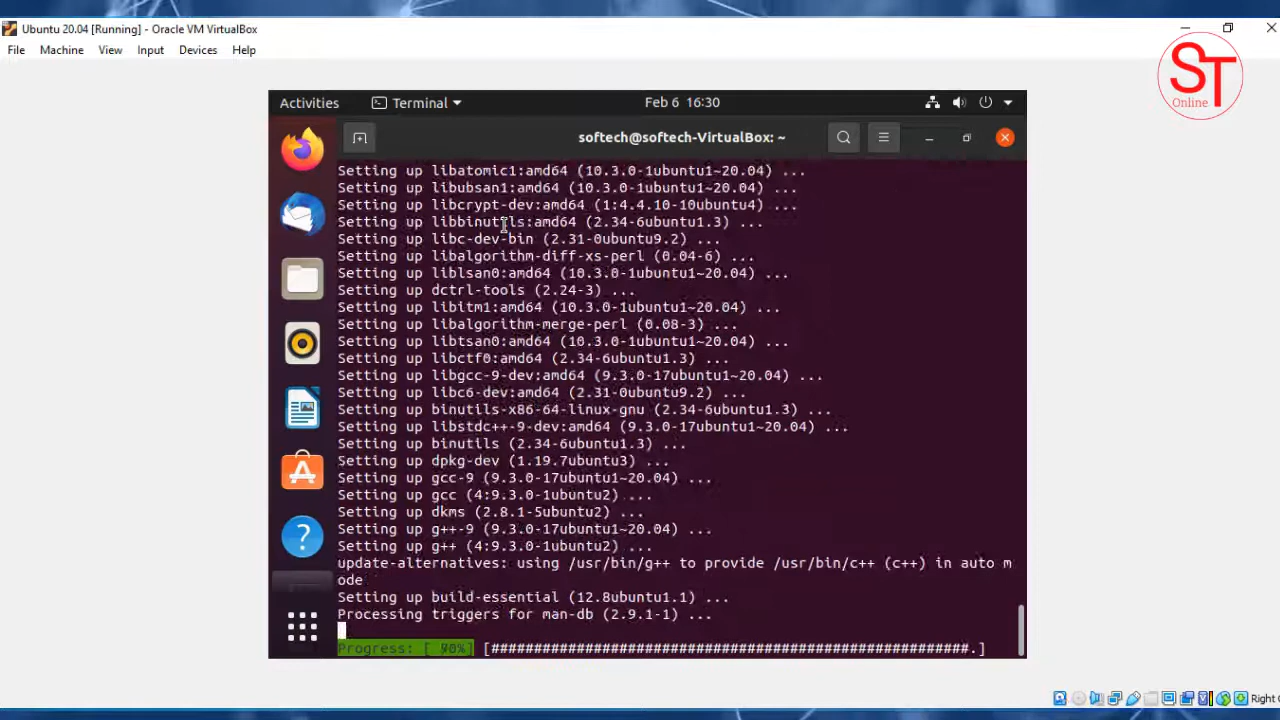 Ubuntu 20.04 [Running] - Oracle VM VirtualBox
File Machine View Input Devices Help
ST
Online
Activities Terminal Feb 6 16:30
softech@softech-VirtualBox: ~
Setting up libatomic1:amd64 (10.3.0-1ubuntu1~20.04) ...
Setting up libubsan1:amd64 (10.3.0-1ubuntu1~20.04) ...
Setting up libcrypt-dev:amd64 (1:4.4.10-10ubuntu4) ...
Setting up libbinutils:amd64 (2.34-6ubuntu1.3) ...
Setting up libc-dev-bin (2.31-0ubuntu9.2) ...
Setting up libalgorithm-diff-xs-perl (0.04-6) ...
Setting up liblsan0:amd64 (10.3.0-1ubuntu1~20.04) ...
Setting up dctrl-tools (2.24-3) ...
Setting up libitm1:amd64 (10.3.0-1ubuntu1~20.04) ...
Setting up libalgorithm-merge-perl (0.08-3) ...
Setting up libtsan0:amd64 (10.3.0-1ubuntu1~20.04) ...
Setting up libctf0:amd64 (2.34-6ubuntu1.3) ...
Setting up libgcc-9-dev:amd64 (9.3.0-17ubuntu1~20.04) ...
Setting up libc6-dev:amd64 (2.31-0ubuntu9.2) ...
Setting up binutils-x86-64-linux-gnu (2.34-6ubuntu1.3) ...
Setting up libstdc++-9-dev:amd64 (9.3.0-17ubuntu1~20.04) ...
Setting up binutils (2.34-6ubuntu1.3) ...
Setting up dpkg-dev (1.19.7ubuntu3) ...
Setting up gcc-9 (9.3.0-17ubuntu1~20.04) ...
Setting up gcc (4:9.3.0-1ubuntu2) ...
Setting up dkms (2.8.1-5ubuntu2) ...
Setting up g++-9 (9.3.0-17ubuntu1~20.04) ...
Setting up g++ (4:9.3.0-1ubuntu2) ...
update-alternatives: using /usr/bin/g++ to provide /usr/bin/c++ (c++) in auto m
ode
Setting up build-essential (12.8ubuntu1.1) ...
Processing triggers for man-db (2.9.1-1) ...
Progress: [ [########################################################.]
Right